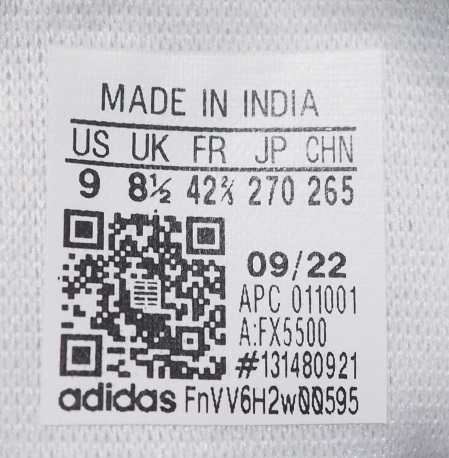 MADE IN INDIA
US UK FR JP CHN
9 8½ 42⅔ 270 265
09/22
APC 011001
A:FX5500
#131480921
adidas FnVV6H2w00595